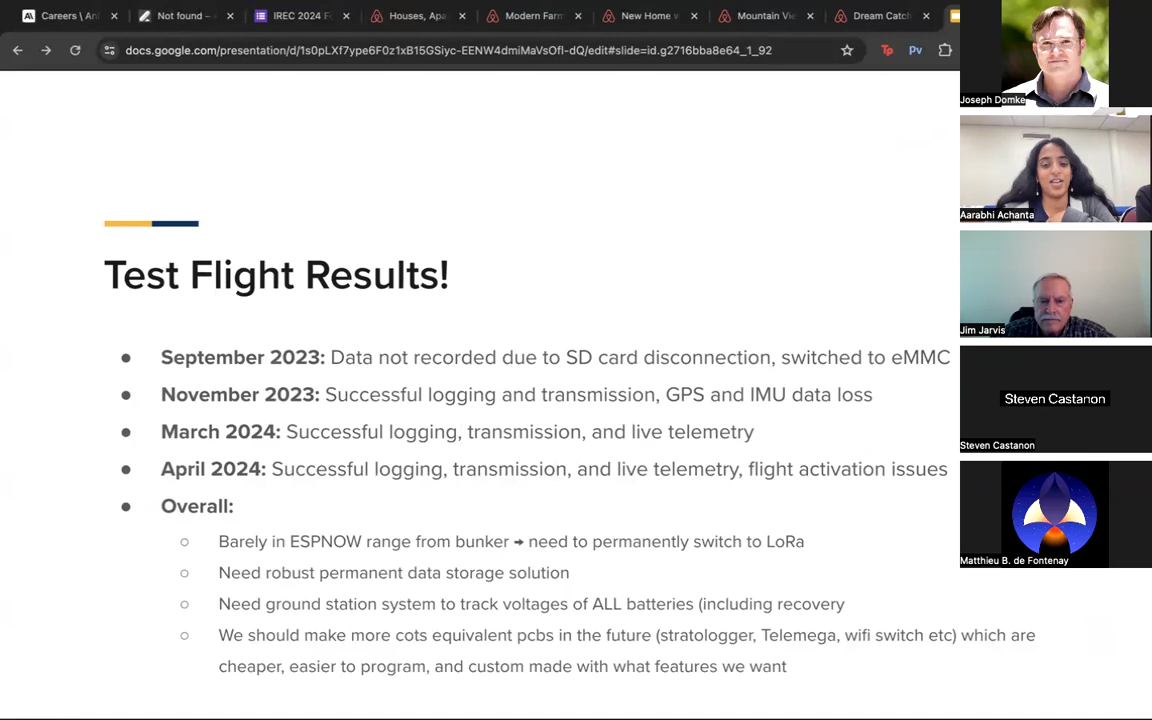 Careers \ An
Not found –
IREC 2024 F
Houses, Apa
Modern Farm
New Home w
Mountain Vie
Dream Catch
docs.google.com/presentation/d/1s0pLXf7ype6F0z1xB15GSiyc-EENW4dmiMaVsOfl-dQ/edit#slide=id.g2716bba8e64_1_92
Tp
Pv
Test Flight Results!
● September 2023: Data not recorded due to SD card disconnection, switched to eMMC
● November 2023: Successful logging and transmission, GPS and IMU data loss
● March 2024: Successful logging, transmission, and live telemetry
● April 2024: Successful logging, transmission, and live telemetry, flight activation issues
● Overall:
○ Barely in ESPNOW range from bunker → need to permanently switch to LoRa
○ Need robust permanent data storage solution
○ Need ground station system to track voltages of ALL batteries (including recovery
○ We should make more cots equivalent pcbs in the future (stratologger, Telemega, wifi switch etc) which are
cheaper, easier to program, and custom made with what features we want
Joseph Domke
Aarabhi Achanta
Jim Jarvis
Steven Castanon
Steven Castanon
Matthieu B. de Fontenay